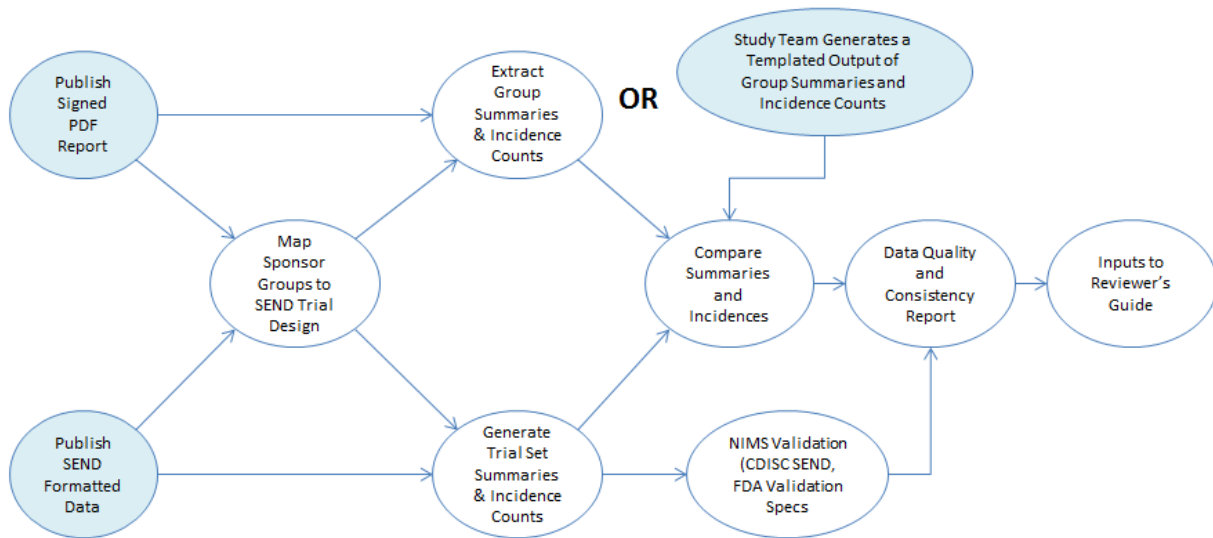 Publish
Signed
PDF
Report
Extract
Group
Summaries
& Incidence
Counts
OR
Study Team Generates a
Templated Output of
Group Summaries and
Incidence Counts
Map
Sponsor
Groups to
SEND Trial
Design
Compare
Summaries
and
Incidences
Data Quality
and
Consistency
Report
Inputs to
Reviewer's
Guide
Publish
SEND
Formatted
Data
Generate
Trial Set
Summaries
& Incidence
Counts
NIMS Validation
(CDISC SEND,
FDA Validation
Specs